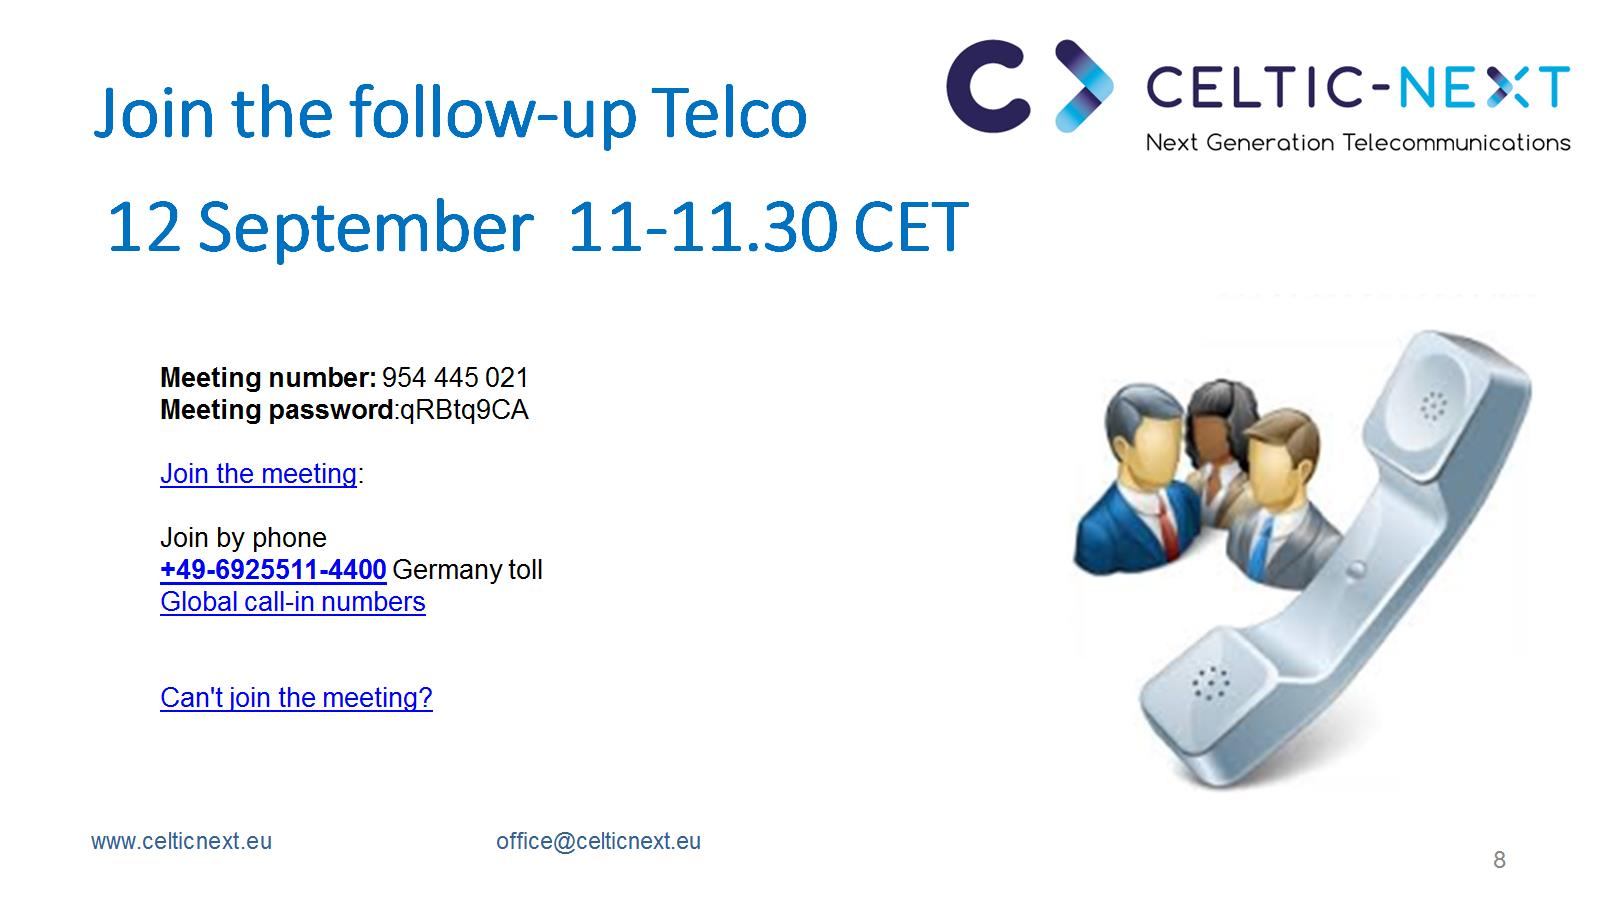 Join the follow-up Telco
12 September 11-11.30 CET
CELTIC-NEXT
Next Generation Telecommunications
Meeting number: 954 445 021
Meeting password:qRBtq9CA
Join the meeting:
Join by phone
+49-6925511-4400 Germany toll
Global call-in numbers
Can't join the meeting?
www.celticnext.eu
office@celticnext.eu
8